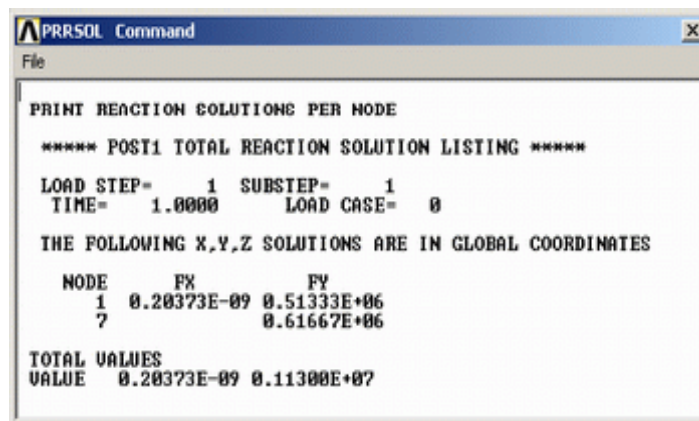 PRRSOL Command
File
PRINT REACTION SOLUTIONS PER NODE
***** POST1 TOTAL REACTION SOLUTION LISTING *****
LOAD STEP= 1 SUBSTEP= 1
TIME= 1.0000 LOAD CASE= 0
THE FOLLOWING X,Y,Z SOLUTIONS ARE IN GLOBAL COORDINATES
NODE FX FY
1 0.20373E-09 0.51333E+06
7 0.61667E+06
TOTAL VALUES
VALUE 0.20373E-09 0.11300E+07